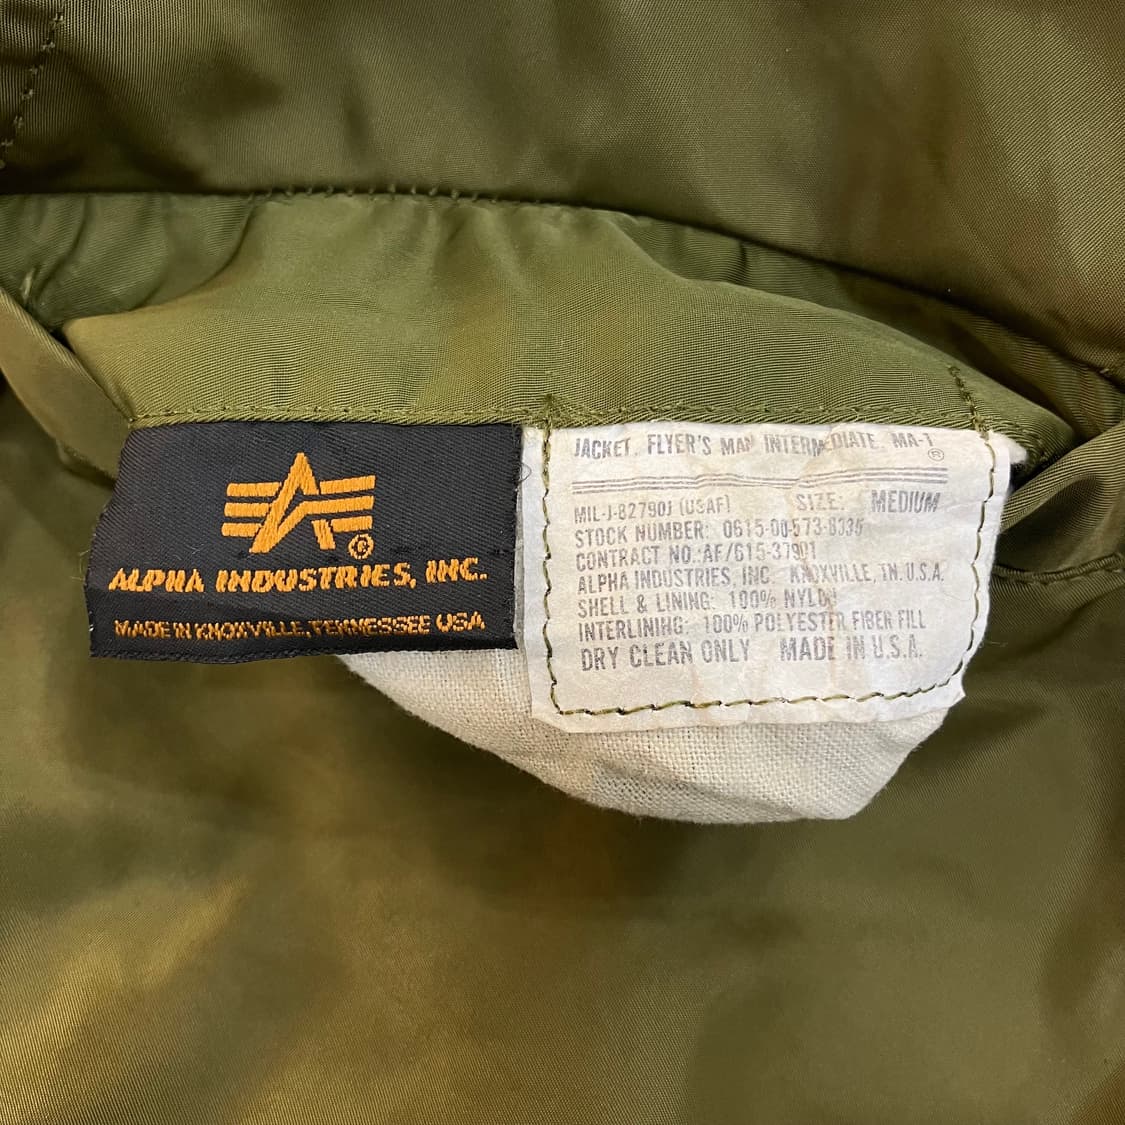 ®
ALPHA INDUSTRIES, INC.
MADE IN KNOXVILLE, TENNESSEE USA
JACKET, FLYER'S MAN INTERMEDIATE, MA-1
®
MIL-J-82790J (USAF) SIZE: MEDIUM
STOCK NUMBER: 0615-00-573-8335
CONTRACT NO.: AF/615-37901
ALPHA INDUSTRIES, INC. KNOXVILLE, TN. U.S.A.
SHELL & LINING: 100% NYLON
INTERLINIHG: 100% POLYESTER FIBER FILL
DRY CLEAN ONLY MADE IN U.S.A.